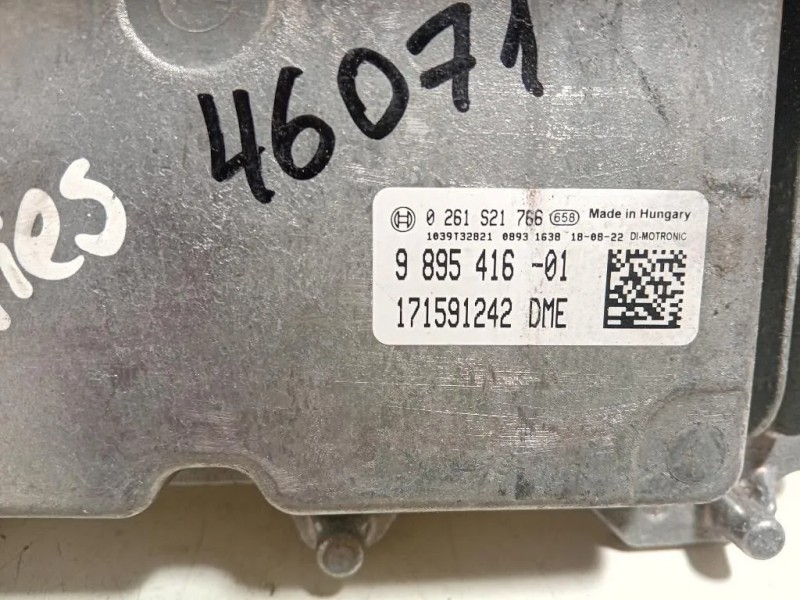 46071
ies
0 261 S21 766 658 Made in Hungary
1039T32821 0893 1638 18-08-22 DI-MOTRONIC
9 895 416 -01
171591242 DME